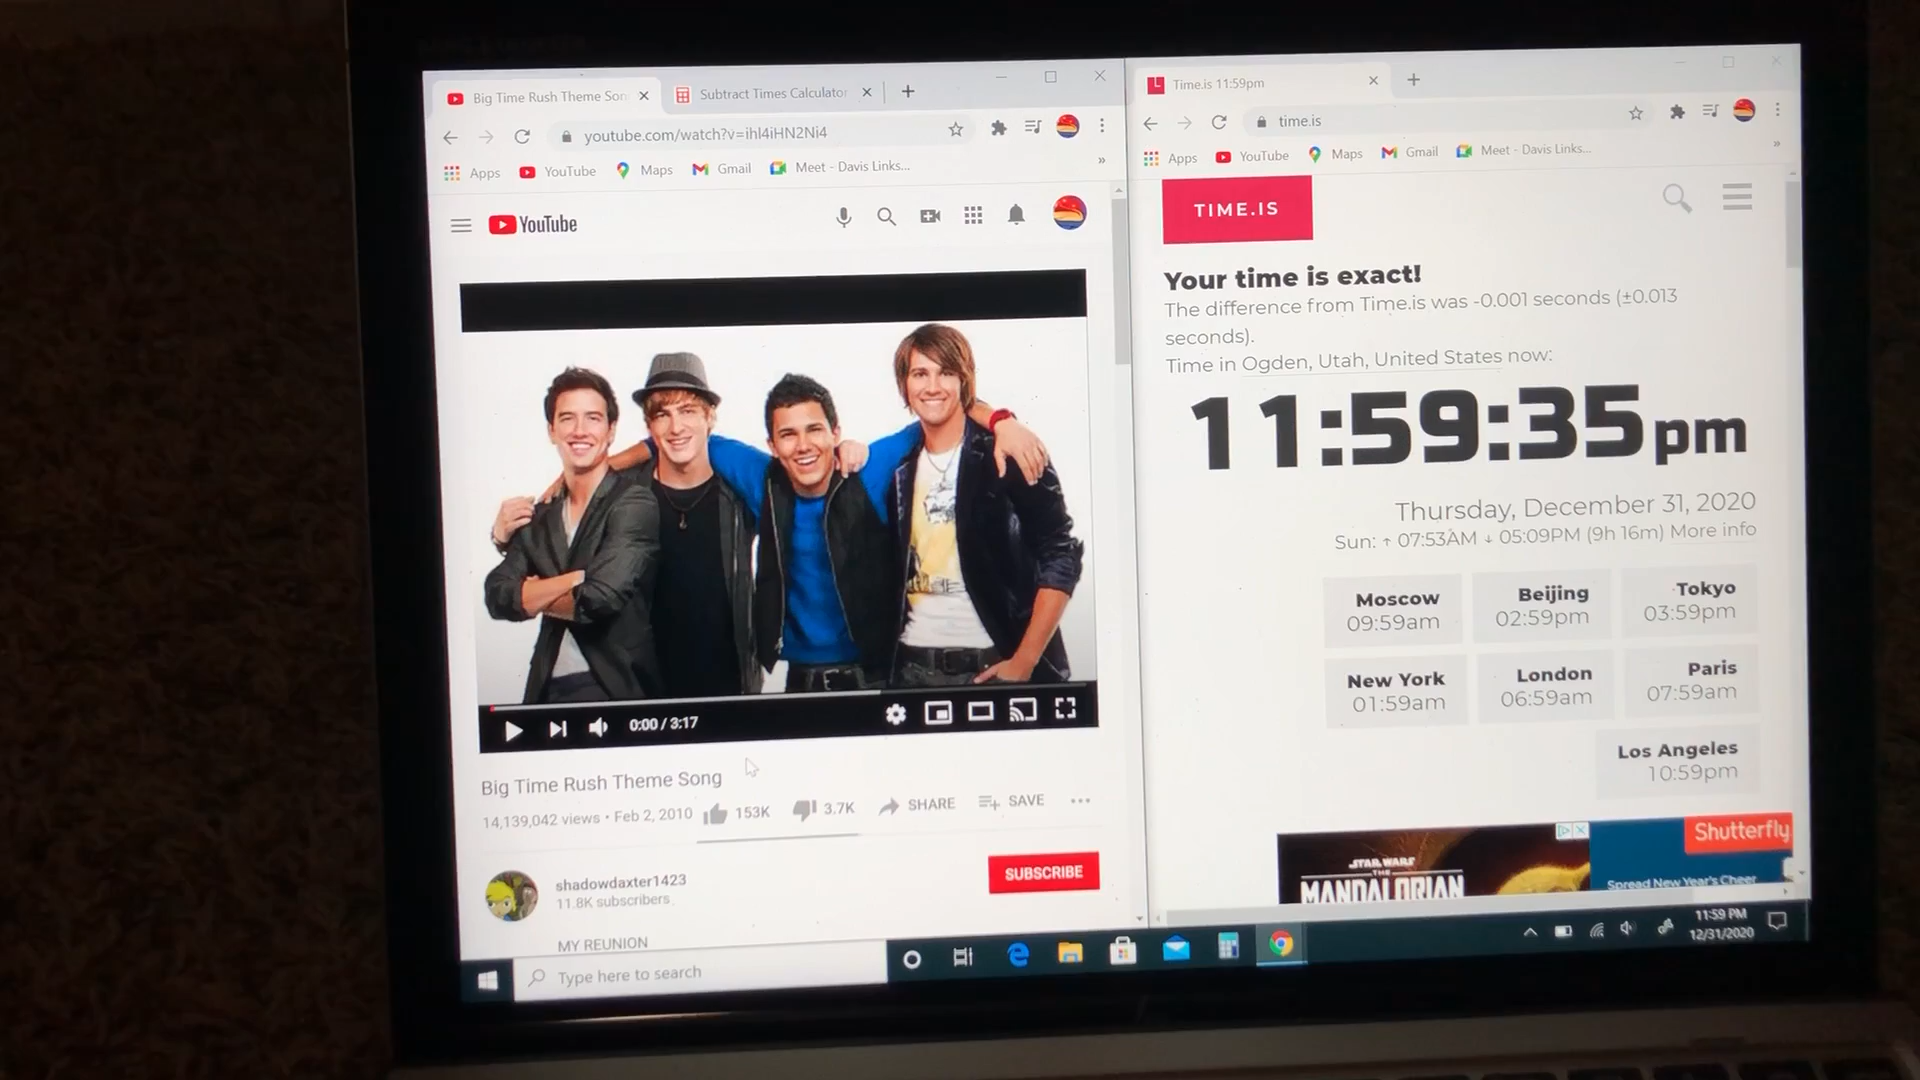 Big Time Rush Theme Son
Subtract Times Calculator
youtube.com/watch?v=ihl4iHN2Ni4
Apps
YouTube
Maps
Gmail
Meet - Davis Links...
YouTube
0:00 / 3:17
Big Time Rush Theme Song
14,139,042 views • Feb 2, 2010
153K
3.7K
SHARE
SAVE
shadowdaxter1423
11.8K subscribers
SUBSCRIBE
MY REUNION
Time.is 11:59pm
time.is
Apps
YouTube
Maps
Gmail
Meet - Davis Links...
TIME.IS
Your time is exact!
The difference from Time.is was -0.001 seconds (±0.013
seconds).
Time in Ogden, Utah, United States now:
11:59:35pm
Thursday, December 31, 2020
Sun: ↑ 07:53AM ↓ 05:09PM (9h 16m) More info
Moscow
09:59am
Beijing
02:59pm
Tokyo
03:59pm
New York
01:59am
London
06:59am
Paris
07:59am
Los Angeles
10:59pm
STAR WARS
THE
MANDALORIAN
Shutterfly
Spread New Year's Cheer
Type here to search
11:59 PM
12/31/2020